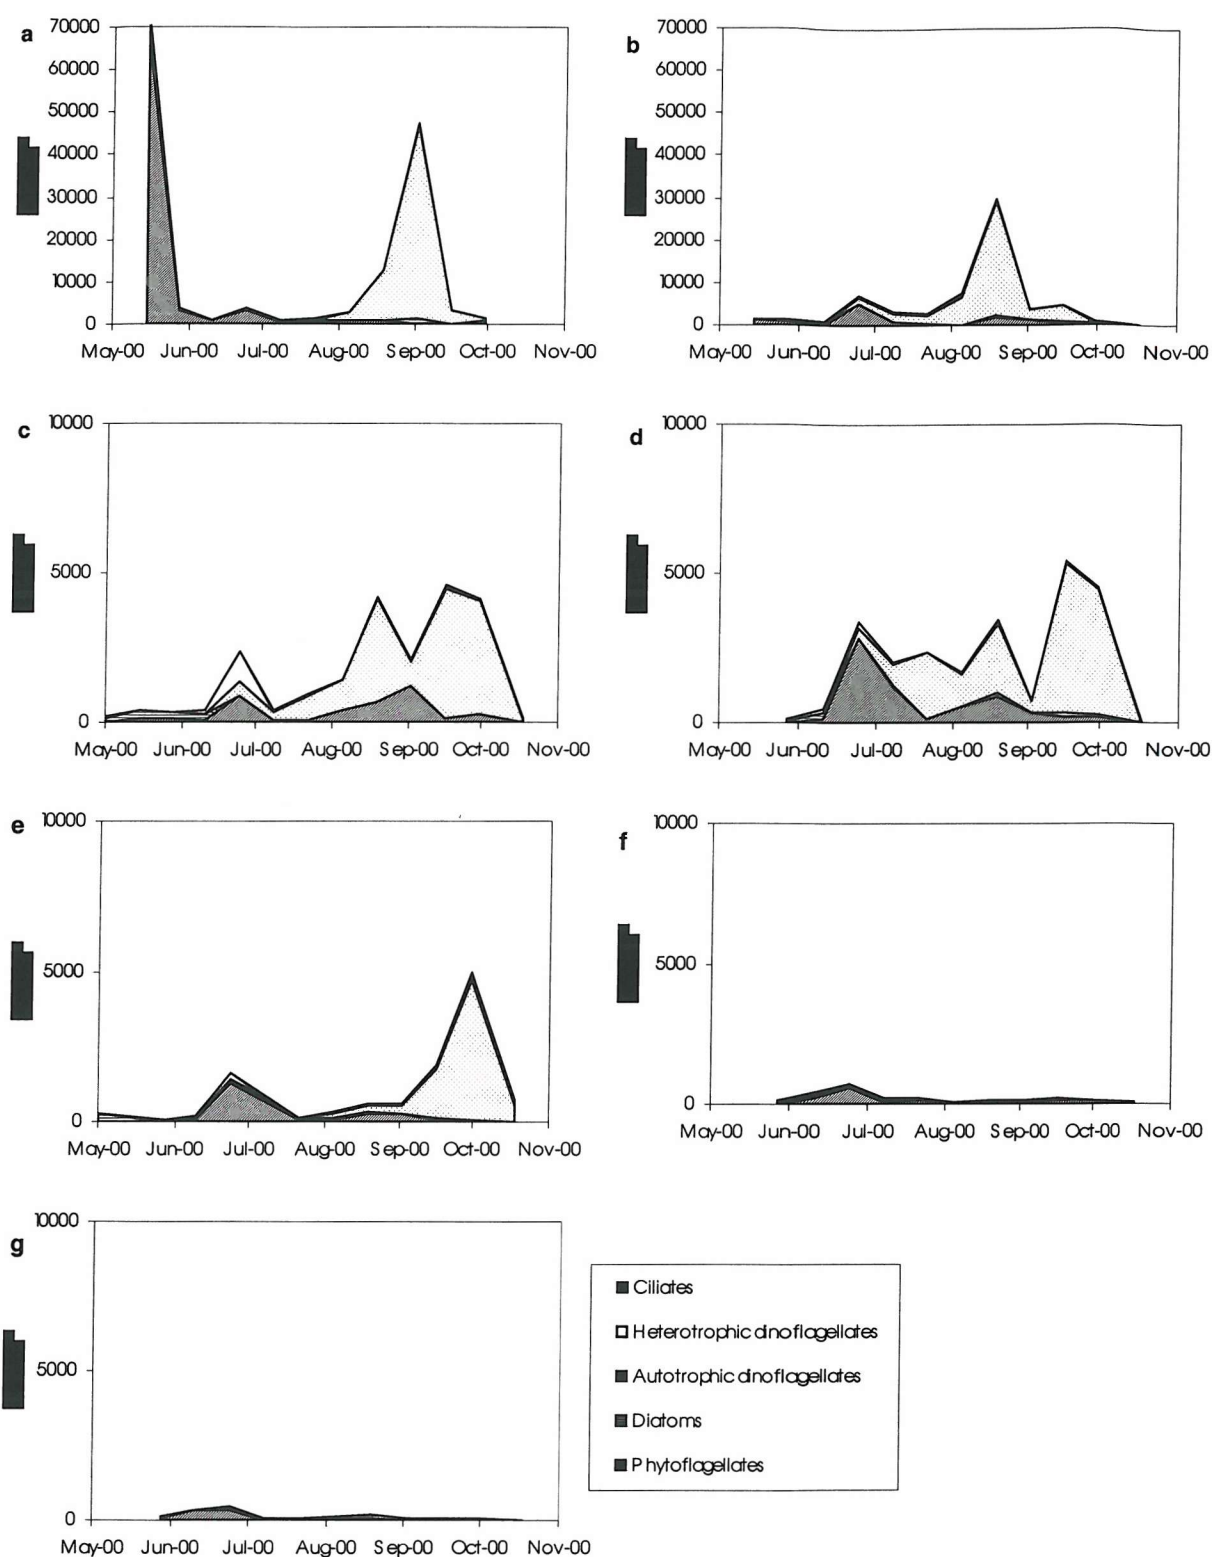 a
70000
60000
50000
40000
30000
20000
10000
0
May-00 Jun-00 Jul-00 Aug-00 Sep-00 Oct-00 Nov-00
b
70000
60000
50000
40000
30000
20000
10000
0
May-00 Jun-00 Jul-00 Aug-00 Sep-00 Oct-00 Nov-00
c
10000
5000
0
May-00 Jun-00 Jul-00 Aug-00 Sep-00 Oct-00 Nov-00
d
10000
5000
0
May-00 Jun-00 Jul-00 Aug-00 Sep-00 Oct-00 Nov-00
e
10000
5000
0
May-00 Jun-00 Jul-00 Aug-00 Sep-00 Oct-00 Nov-00
f
10000
5000
0
May-00 Jun-00 Jul-00 Aug-00 Sep-00 Oct-00 Nov-00
g
10000
5000
0
May-00 Jun-00 Jul-00 Aug-00 Sep-00 Oct-00 Nov-00
Ciliates
Heterotrophic dinoflagellates
Autotrophic dinoflagellates
Diatoms
Phytoflagellates